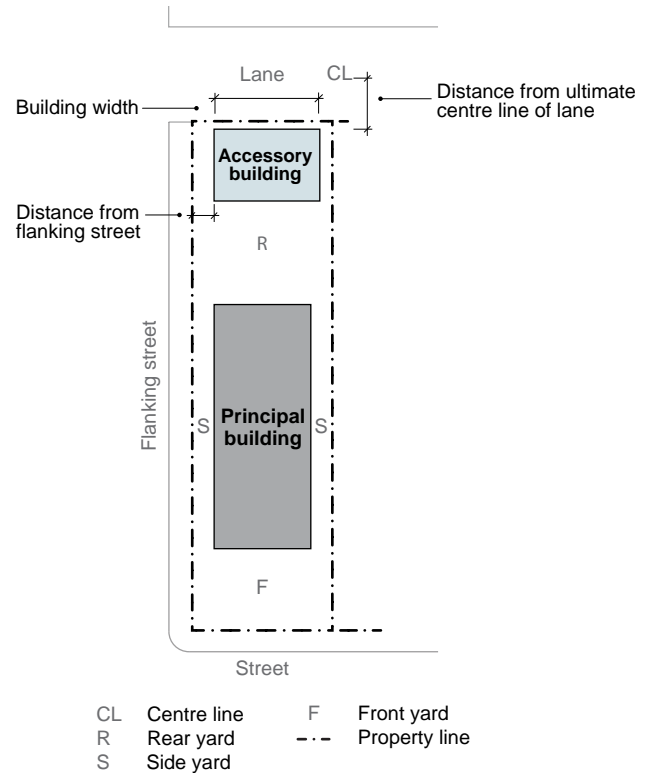 Lane
CL
Distance from ultimate
centre line of lane
Building width
Accessory
building
Distance from
flanking street
R
Flanking street
S
Principal
building
S
F
Street
CL Centre line
R Rear yard
S Side yard
F Front yard
Property line